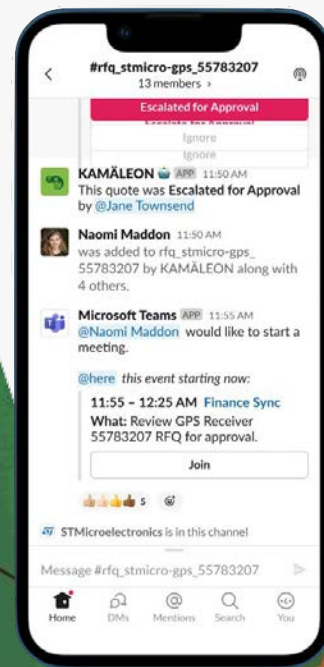 #rfq_stmicro-gps_55783207
13 members >
Escalated for Approval
Escalate for Approval
Ignore
Ignore
KAMÄLEON APP 11:50 AM
This quote was Escalated for Approval
by @Jane Townsend
Naomi Maddon 11:50 AM
was added to rfq_stmicro-gps_
55783207 by KAMÄLEON along with
4 others.
Microsoft Teams APP 11:55 AM
@Naomi Maddon would like to start a
meeting.
@here this event starting now:
11:55 – 12:25 AM Finance Sync
What: Review GPS Receiver
55783207 RFQ for approval.
Join
5
STMicroelectronics is in this channel
Message #rfq_stmicro-gps_55783207
Home DMs Mentions Search You